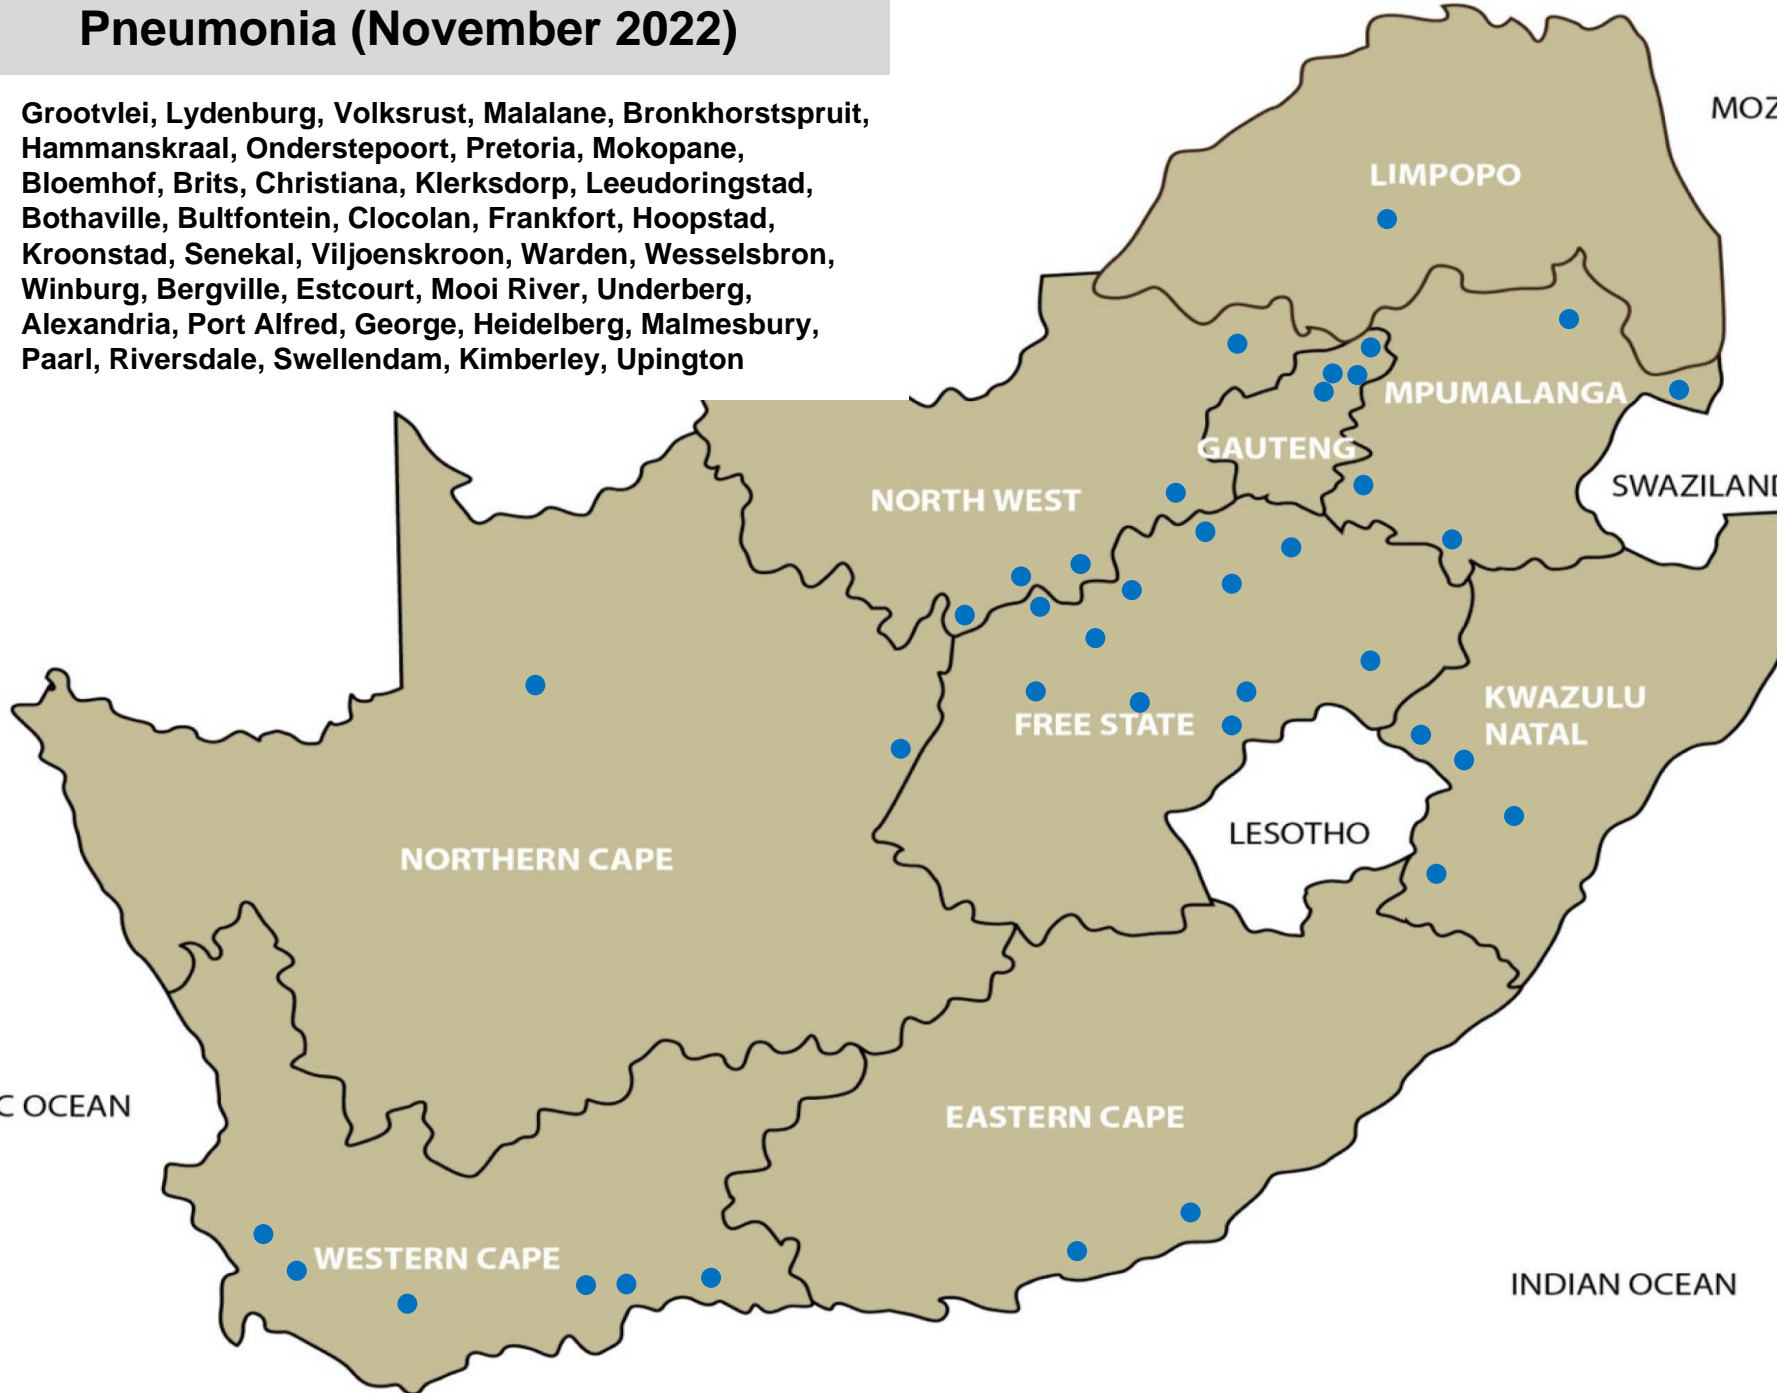 Pneumonia (November 2022)
Grootvlei, Lydenburg, Volksrust, Malalane, Bronkhorstspruit,
Hammanskraal, Onderstepoort, Pretoria, Mokopane,
Bloemhof, Brits, Christiana, Klerksdorp, Leeudoringstad,
Bothaville, Bultfontein, Clocolan, Frankfort, Hoopstad,
Kroonstad, Senekal, Viljoenskroon, Warden, Wesselsbron,
Winburg, Bergville, Estcourt, Mooi River, Underberg,
Alexandria, Port Alfred, George, Heidelberg, Malmesbury,
Paarl, Riversdale, Swellendam, Kimberley, Upington
MOZ
LIMPOPO
MPUMALANGA
GAUTENG
SWAZILAND
NORTH WEST
KWAZULU
NATAL
FREE STATE
LESOTHO
NORTHERN CAPE
C OCEAN
EASTERN CAPE
WESTERN CAPE
INDIAN OCEAN